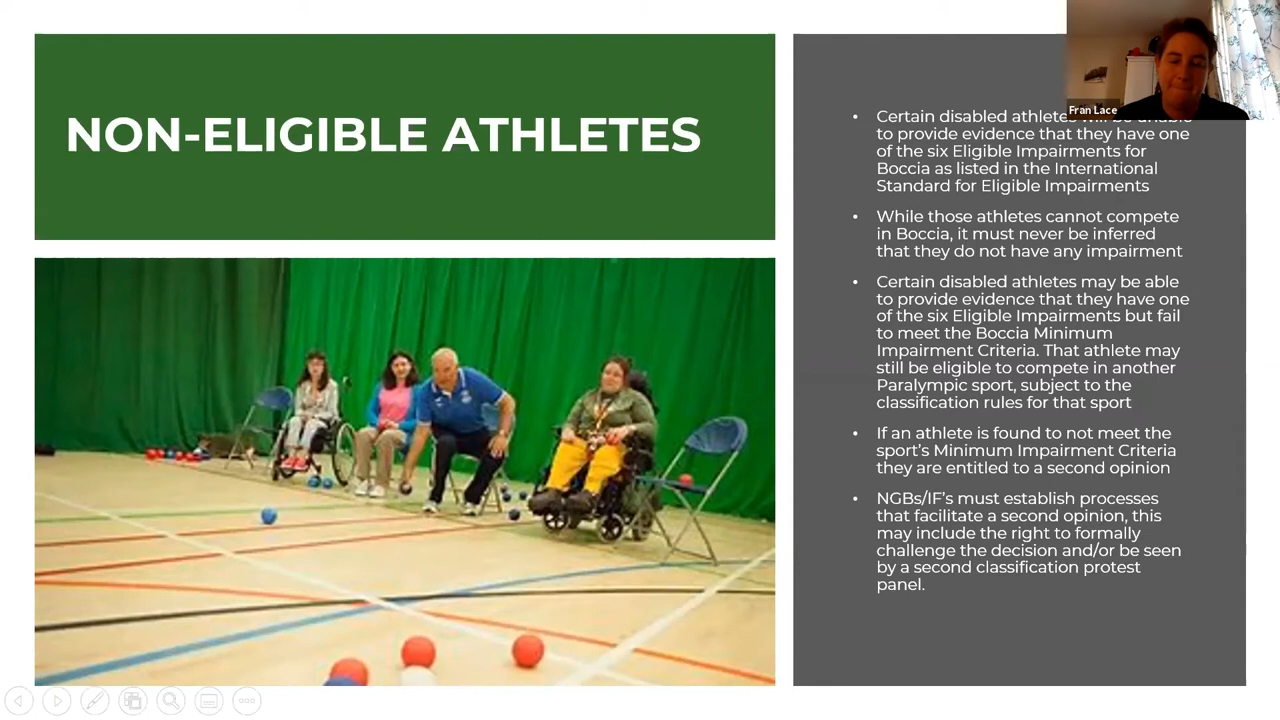 NON-ELIGIBLE ATHLETES
Fran Lace
• Certain disabled athletes
to provide evidence that they have one
of the six Eligible Impairments for
Boccia as listed in the International
Standard for Eligible Impairments
• While those athletes cannot compete
in Boccia, it must never be inferred
that they do not have any impairment
• Certain disabled athletes may be able
to provide evidence that they have one
of the six Eligible Impairments but fail
to meet the Boccia Minimum
Impairment Criteria. That athlete may
still be eligible to compete in another
Paralympic sport, subject to the
classification rules for that sport
• If an athlete is found to not meet the
sport's Minimum Impairment Criteria
they are entitled to a second opinion
• NGBs/IF's must establish processes
that facilitate a second opinion, this
may include the right to formally
challenge the decision and/or be seen
by a second classification protest
panel.